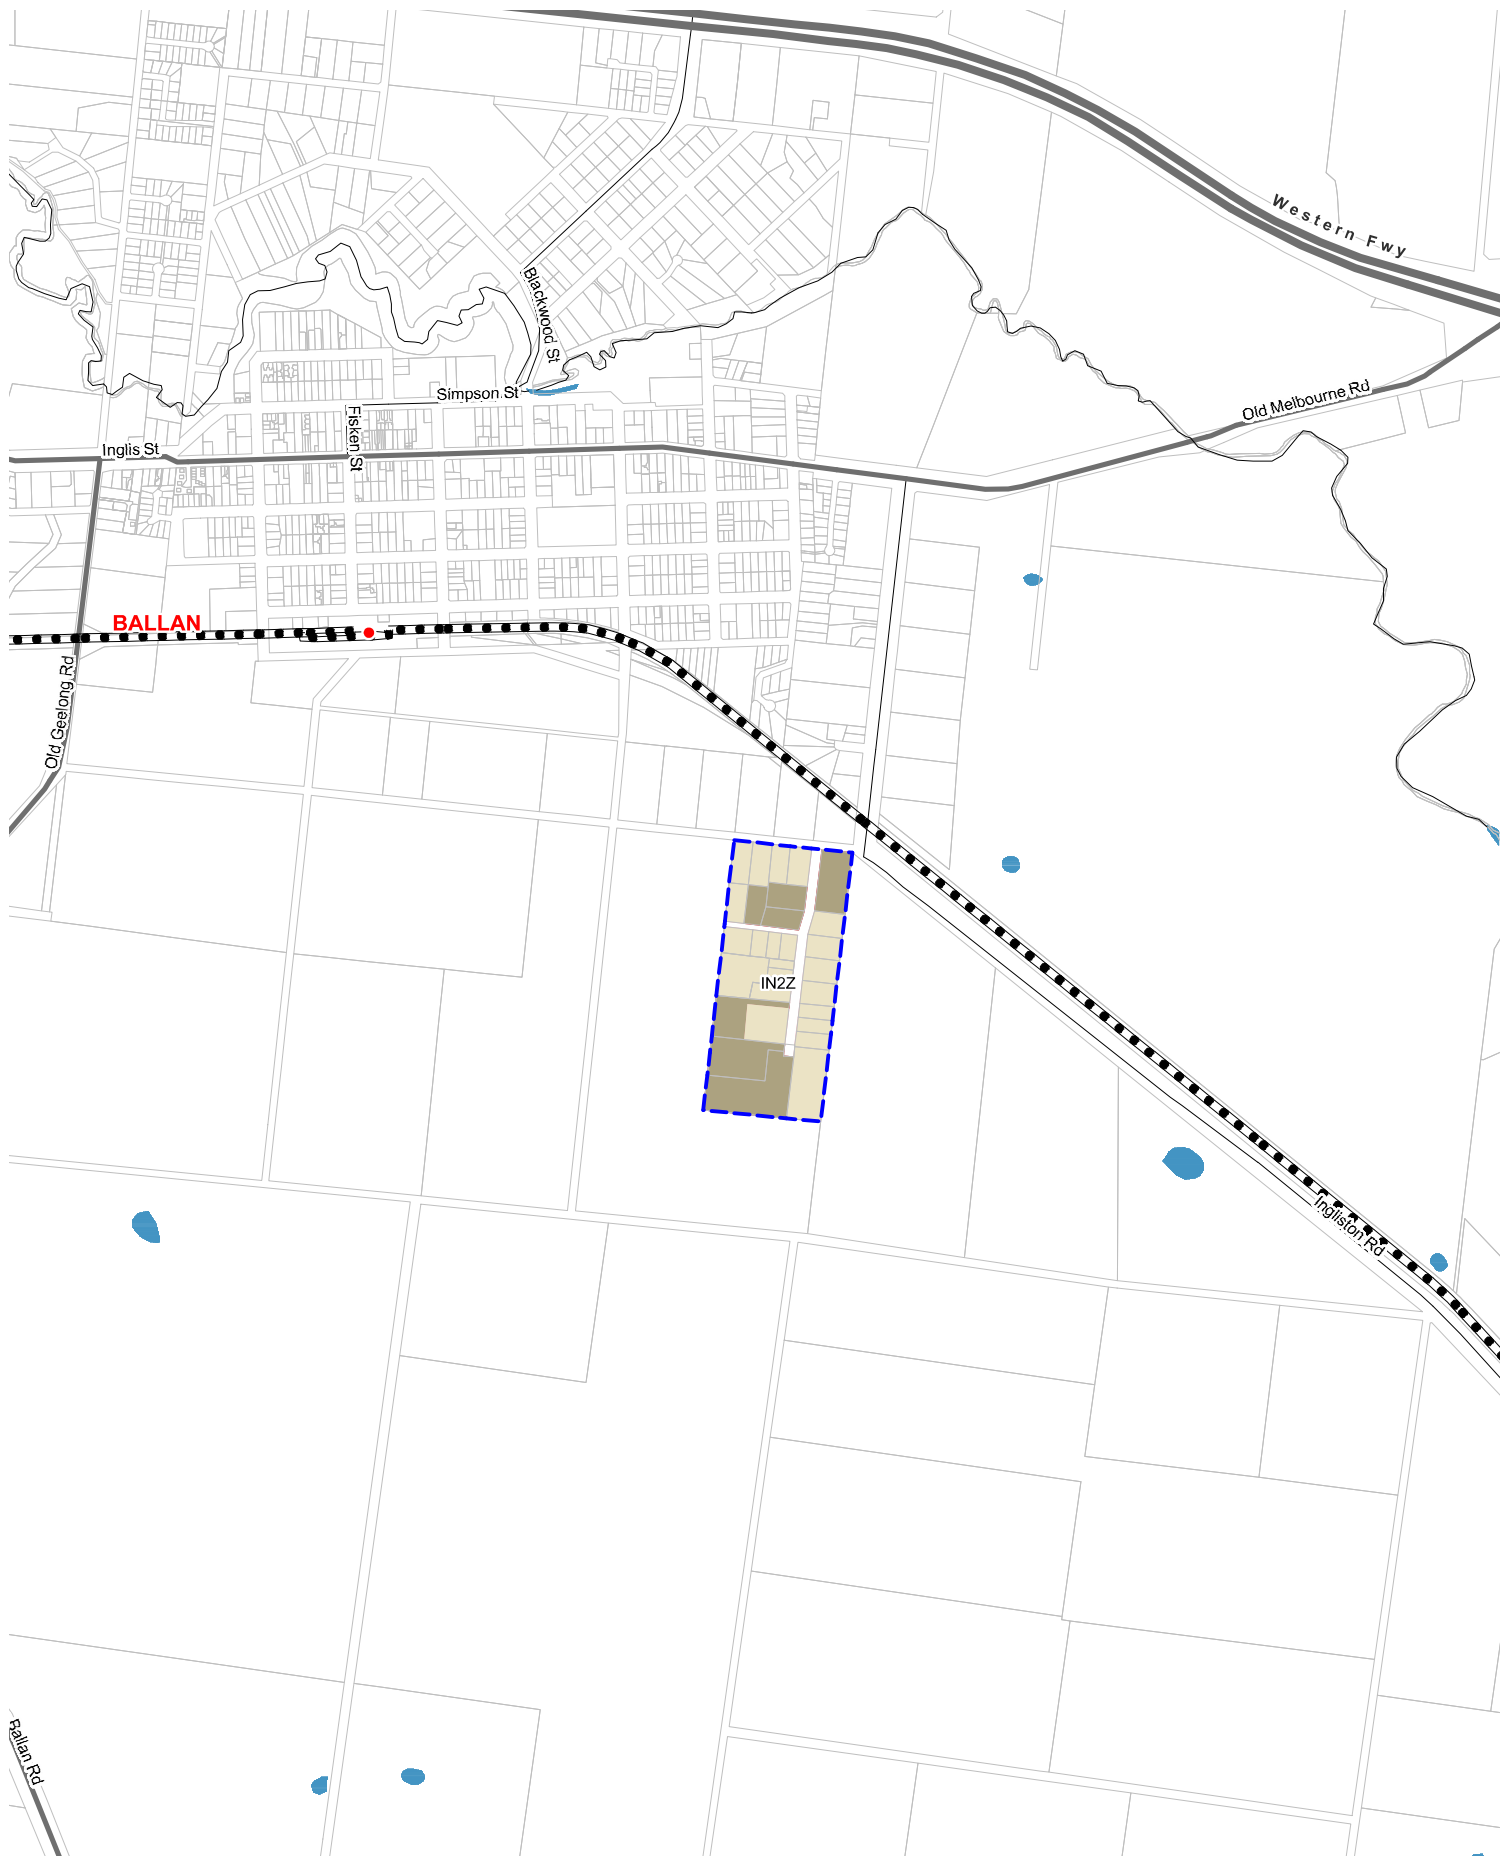 Western Fwy
Blackwood St
Old Melbourne Rd
Simpson St
Fisken St
Inglis St
BALLAN
Old Geelong Rd
IN2Z
Ingliston Rd
Ballan Rd